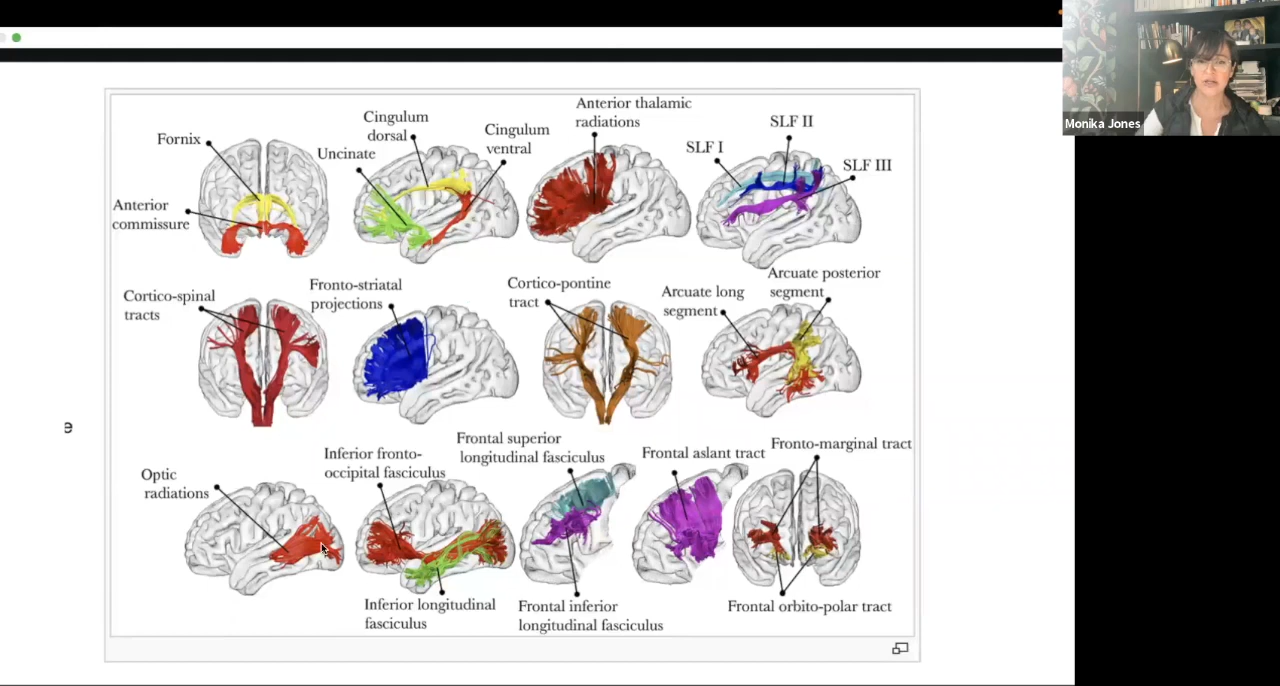 Monika Jones
Fornix
Cingulum
dorsal
Uncinate
Cingulum
ventral
Anterior thalamic
radiations
SLF II
SLF I
SLF III
Anterior
commissure
Cortico-spinal
tracts
Fronto-striatal
projections
Cortico-pontine
tract
Arcuate long
segment
Arcuate posterior
segment
e
Optic
radiations
Inferior fronto-
occipital fasciculus
Frontal superior
longitudinal fasciculus
Frontal aslant tract
Fronto-marginal tract
Inferior longitudinal
fasciculus
Frontal inferior
longitudinal fasciculus
Frontal orbito-polar tract